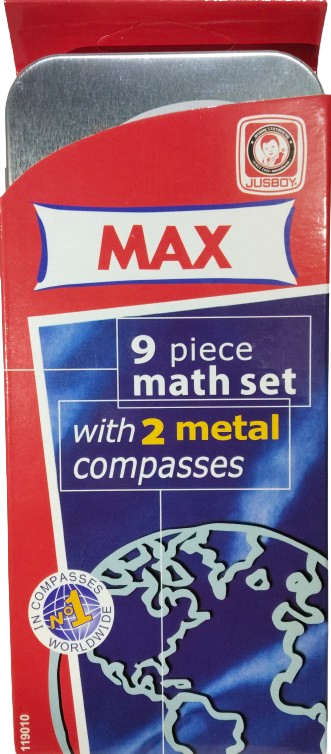 JUSBOY
MAX
9 piece
math set
with 2 metal
compasses
IN COMPASSES
No 1
WORLDWIDE
119010